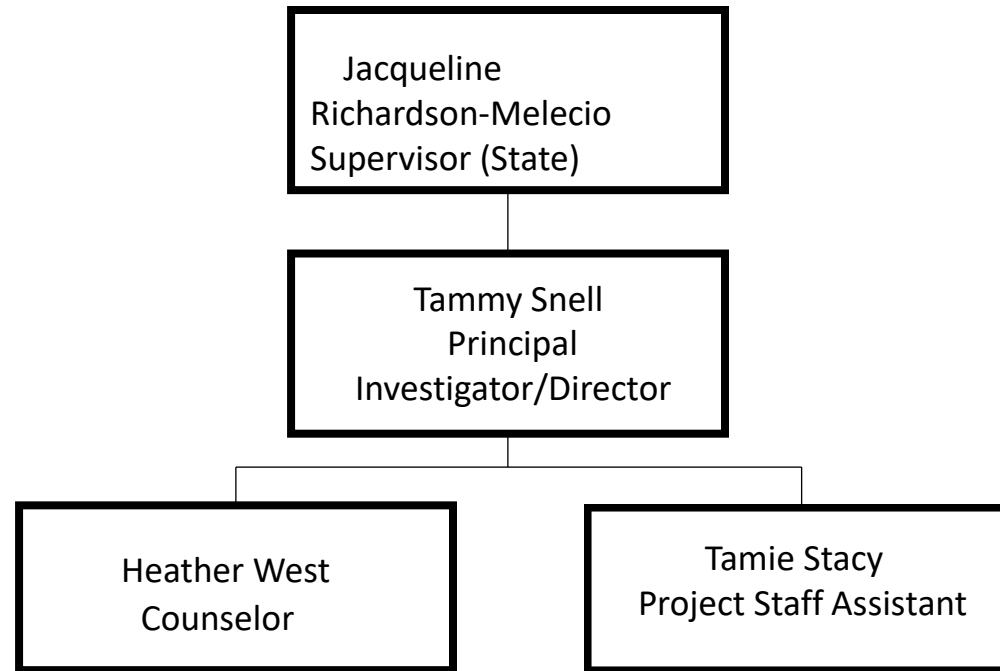 Jacqueline
Richardson-Melecio
Supervisor (State)
Tammy Snell
Principal
Investigator/Director
Heather West
Counselor
Tamie Stacy
Project Staff Assistant